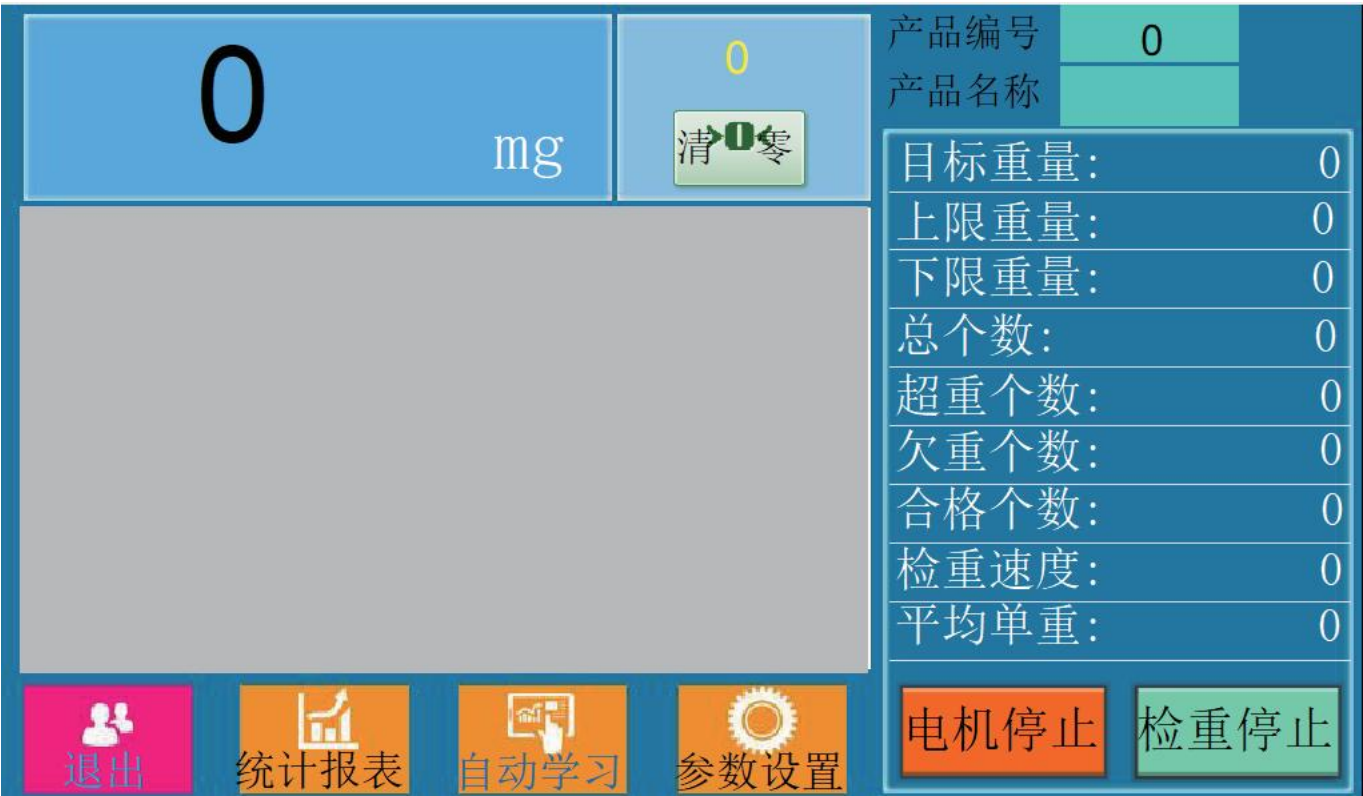 0
mg
0
清零
产品编号 0
产品名称
目标重量: 0
上限重量: 0
下限重量: 0
总个数: 0
超重个数: 0
欠重个数: 0
合格个数: 0
检重速度: 0
平均单重: 0
退出
统计报表
自动学习
参数设置
电机停止
检重停止